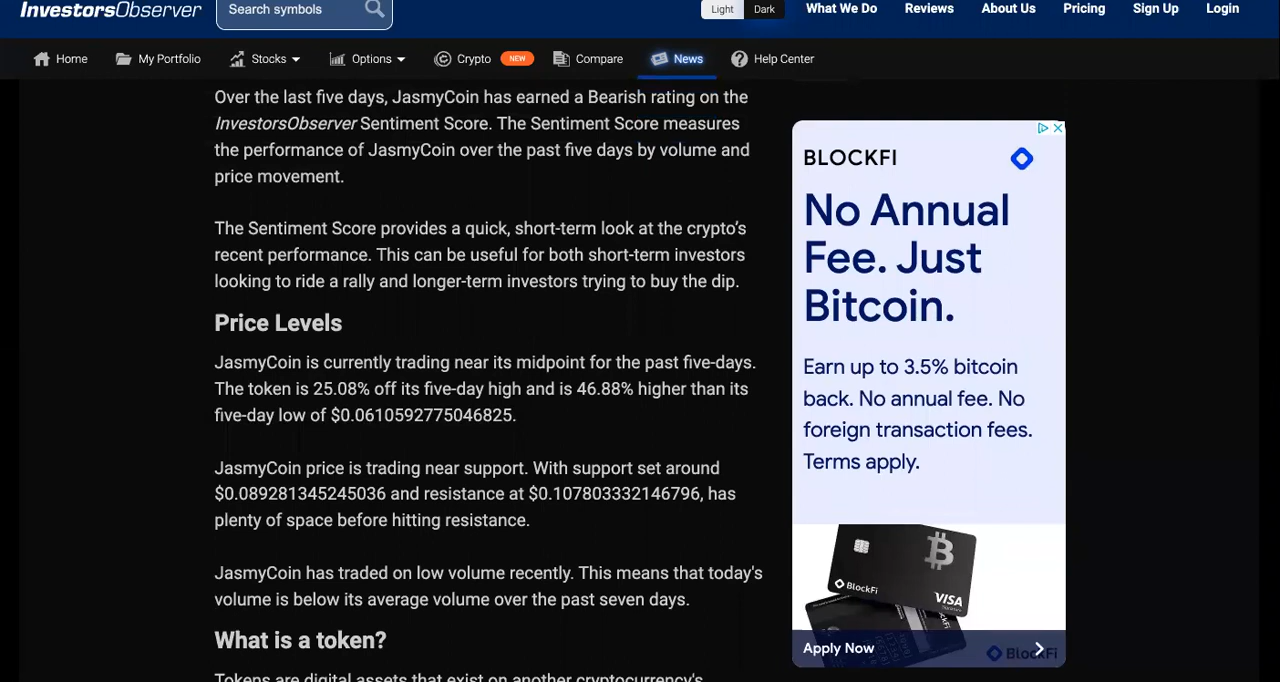 InvestorsObserver
Search symbols
Light Dark
What We Do Reviews About Us Pricing Sign Up Login
Home My Portfolio Stocks Options Crypto NEW Compare News Help Center
Over the last five days, JasmyCoin has earned a Bearish rating on the
InvestorsObserver Sentiment Score. The Sentiment Score measures
the performance of JasmyCoin over the past five days by volume and
price movement.
The Sentiment Score provides a quick, short-term look at the crypto’s
recent performance. This can be useful for both short-term investors
looking to ride a rally and longer-term investors trying to buy the dip.
Price Levels
JasmyCoin is currently trading near its midpoint for the past five-days.
The token is 25.08% off its five-day high and is 46.88% higher than its
five-day low of $0.0610592775046825.
JasmyCoin price is trading near support. With support set around
$0.089281345245036 and resistance at $0.107803332146796, has
plenty of space before hitting resistance.
JasmyCoin has traded on low volume recently. This means that today's
volume is below its average volume over the past seven days.
What is a token?
Tokens are digital assets that exist on another cryptocurrency's
BLOCKFI
No Annual
Fee. Just
Bitcoin.
Earn up to 3.5% bitcoin
back. No annual fee. No
foreign transaction fees.
Terms apply.
BlockFi
VISA
Apply Now
BlockFi